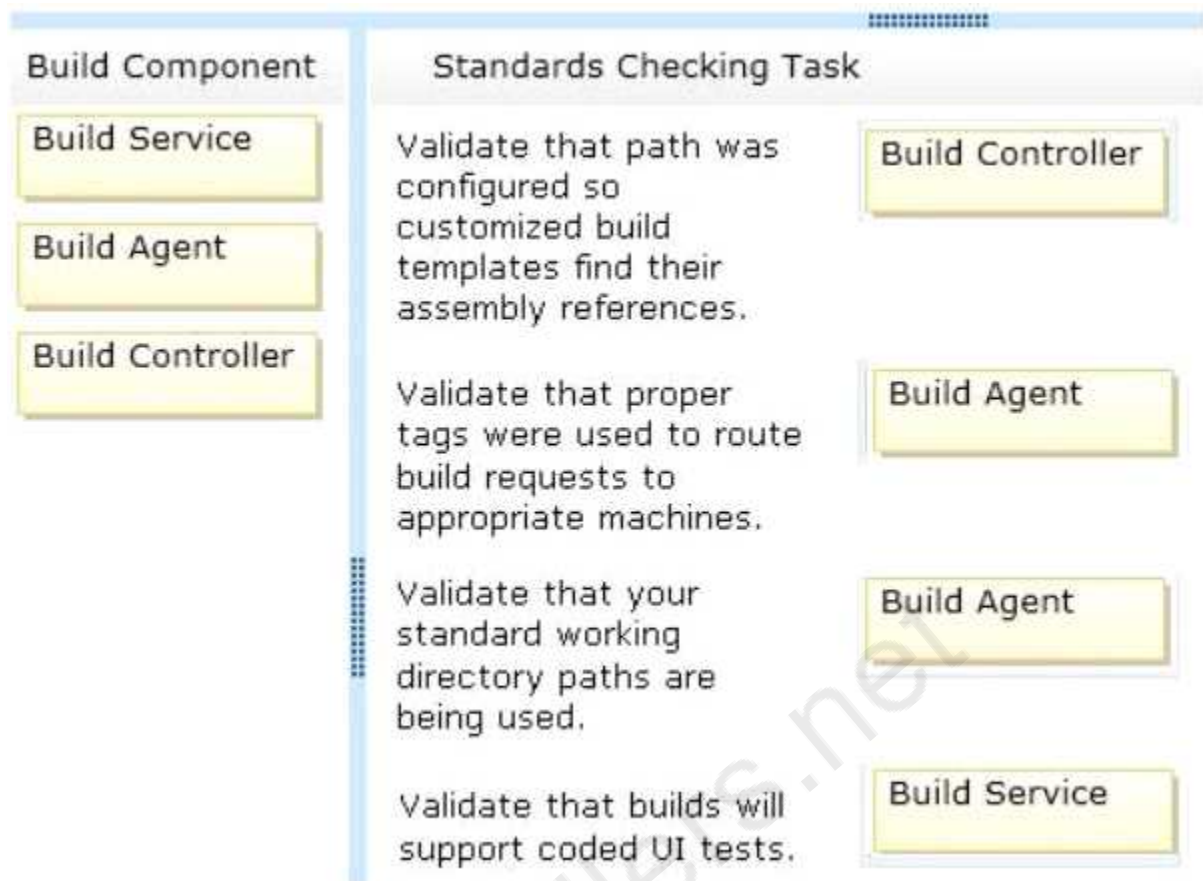 Build Component
Build Service
Build Agent
Build Controller
Standards Checking Task
Validate that path was
configured so
customized build
templates find their
assembly references.
Build Controller
Validate that proper
tags were used to route
build requests to
appropriate machines.
Build Agent
Validate that your
standard working
directory paths are
being used.
Build Agent
Validate that builds will
support coded UI tests.
Build Service